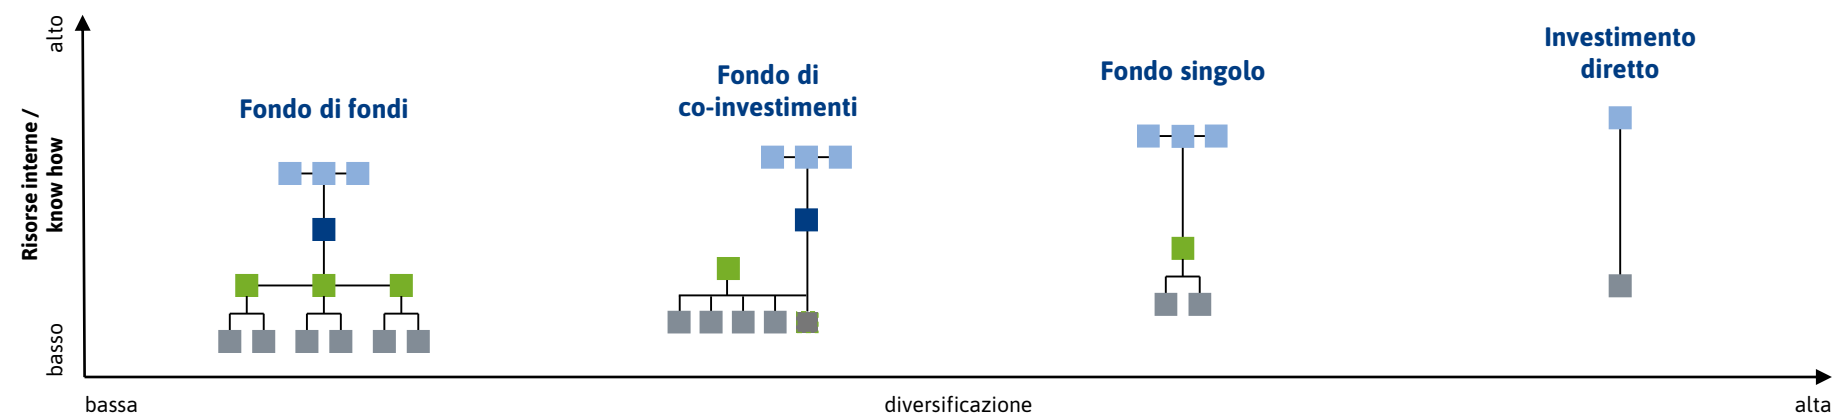 alto
Risorse interne /
know how
basso
Fondo di fondi
Fondo di
co-investimenti
Fondo singolo
Investimento
diretto
bassa
diversificazione
alta